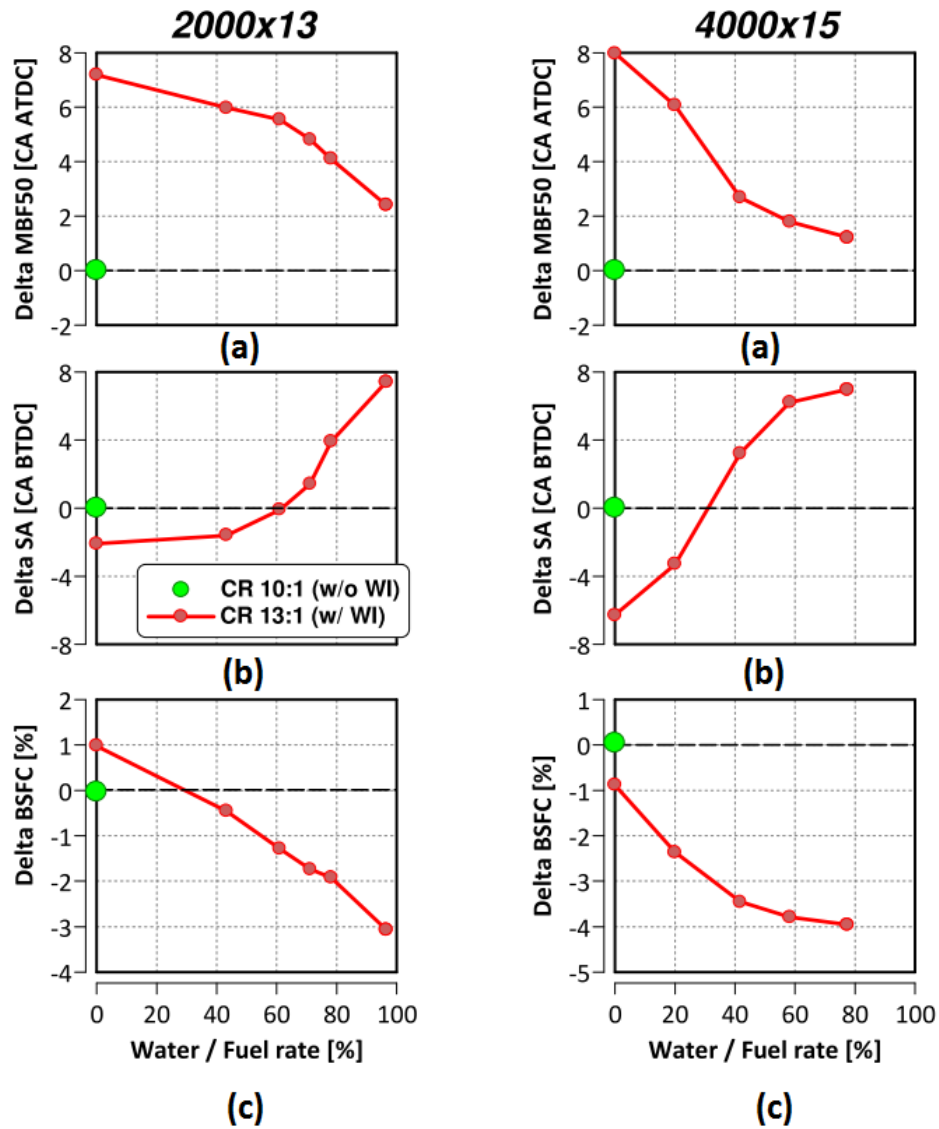 2000x13
4000x15
Delta MBF50 [CA ATDC]
8
6
4
2
0
-2
(a)
Delta MBF50 [CA ATDC]
8
6
4
2
0
-2
(a)
Delta SA [CA BTDC]
8
4
0
-4
-8
CR 10:1 (w/o WI)
CR 13:1 (w/ WI)
(b)
Delta SA [CA BTDC]
8
4
0
-4
-8
(b)
Delta BSFC [%]
2
1
0
-1
-2
-3
-4
0 20 40 60 80 100
Water / Fuel rate [%]
(c)
Delta BSFC [%]
1
0
-1
-2
-3
-4
-5
0 20 40 60 80 100
Water / Fuel rate [%]
(c)